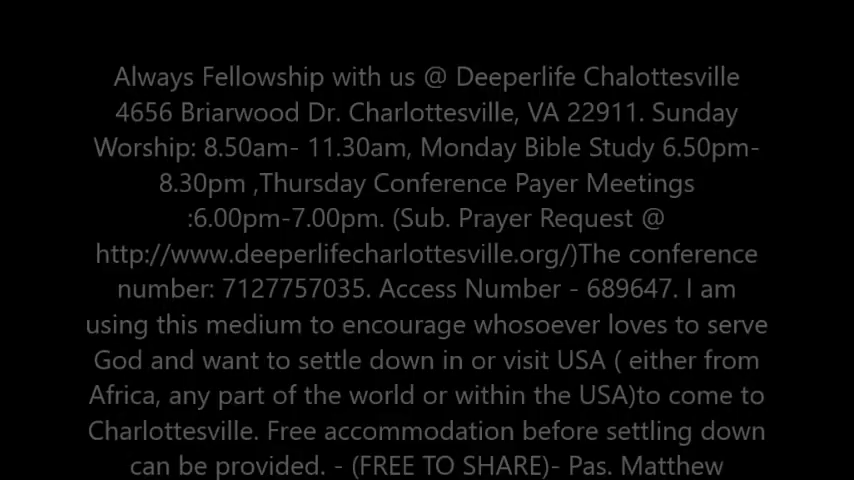 Always Fellowship with us @ Deeperlife Chalottesville
4656 Briarwood Dr. Charlottesville, VA 22911. Sunday
Worship: 8.50am- 11.30am, Monday Bible Study 6.50pm-
8.30pm ,Thursday Conference Payer Meetings
:6.00pm-7.00pm. (Sub. Prayer Request @
http://www.deeperlifecharlottesville.org/)The conference
number: 7127757035. Access Number - 689647. I am
using this medium to encourage whosoever loves to serve
God and want to settle down in or visit USA ( either from
Africa, any part of the world or within the USA)to come to
Charlottesville. Free accommodation before settling down
can be provided. - (FREE TO SHARE)- Pas. Matthew